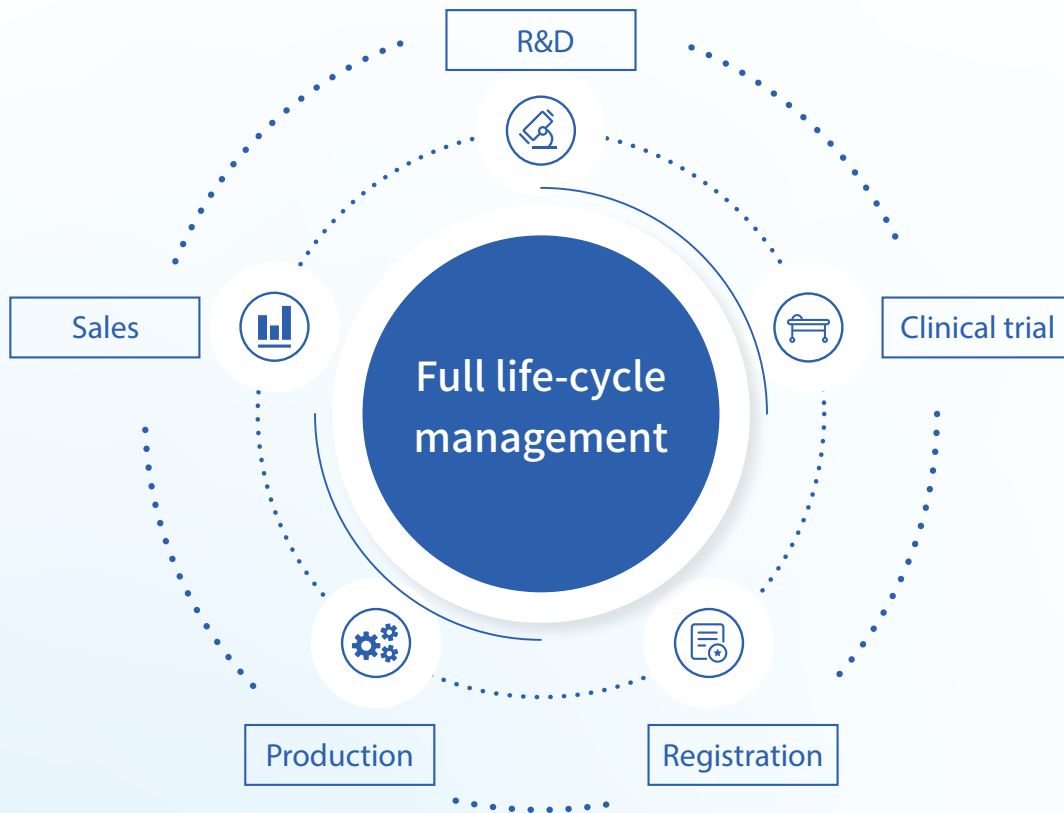 R&D
Sales
Clinical trial
Full life-cycle
management
Production
Registration